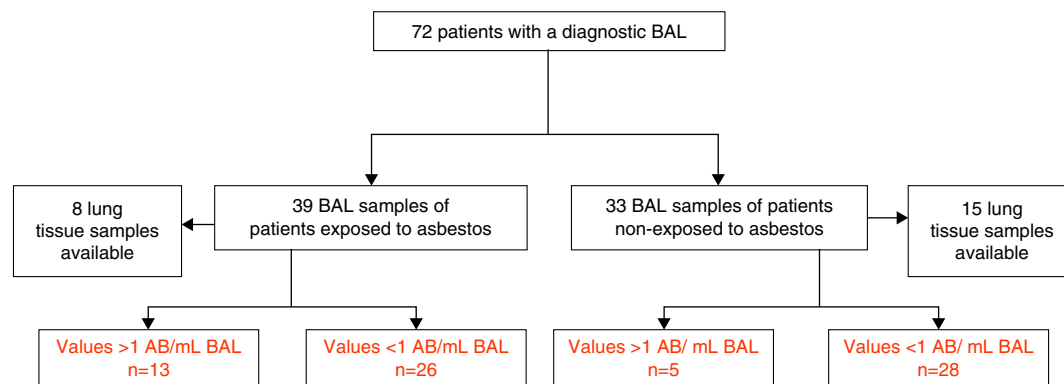 72 patients with a diagnostic BAL
8 lung
tissue samples
available
39 BAL samples of
patients exposed to asbestos
33 BAL samples of patients
non-exposed to asbestos
15 lung
tissue samples
available
Values >1 AB/mL BAL
n=13
Values <1 AB/mL BAL
n=26
Values >1 AB/ mL BAL
n=5
Values <1 AB/ mL BAL
n=28